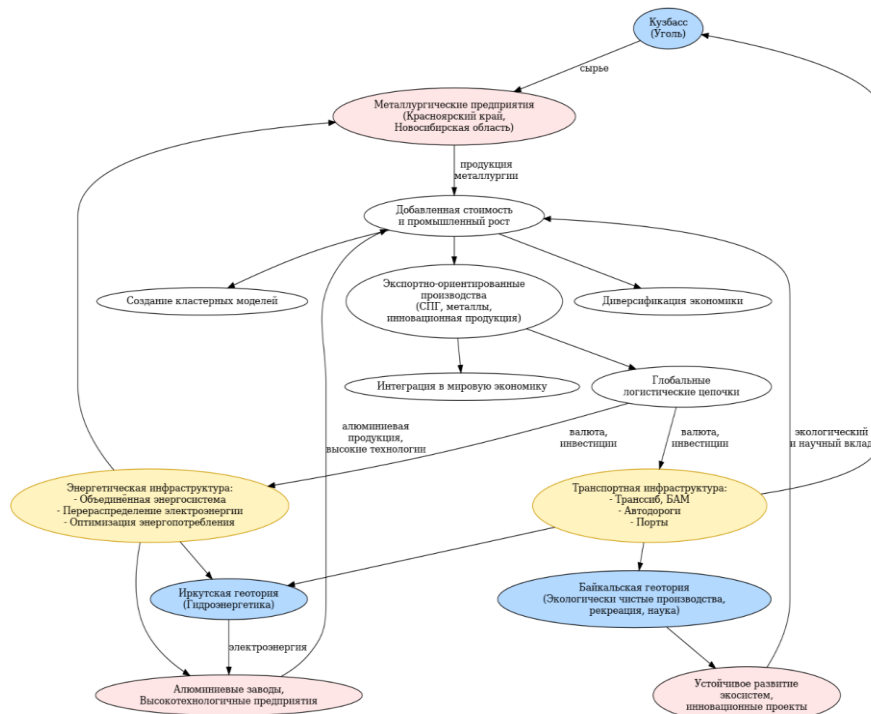 Кузбасс
(Уголь)
сырье
Металлургические предприятия
(Красноярский край,
Новосибирская область)
продукция
металлургии
Добавленная стоимость
и промышленный рост
Создание кластерных моделей
Экспортно-ориентированные
производства
(СПГ, металлы,
инновационная продукция)
Диверсификация экономики
Интеграция в мировую экономику
Глобальные
логистические цепочки
алюминиевая
продукция,
высокие технологии
валюта,
инвестиции
валюта,
инвестиции
экологический
и научный вклад
Энергетическая инфраструктура:
- Объединённая энергосистема
- Перераспределение электроэнергии
- Оптимизация энергопотребления
Транспортная инфраструктура:
- Транссиб, БАМ
- Автодороги
- Порты
Иркутская геотория
(Гидроэнергетика)
Байкальская геотория
(Экологически чистые производства,
рекреация, наука)
электроэнергия
Алюминиевые заводы,
Высокотехнологичные предприятия
Устойчивое развитие
экосистем,
инновационные проекты